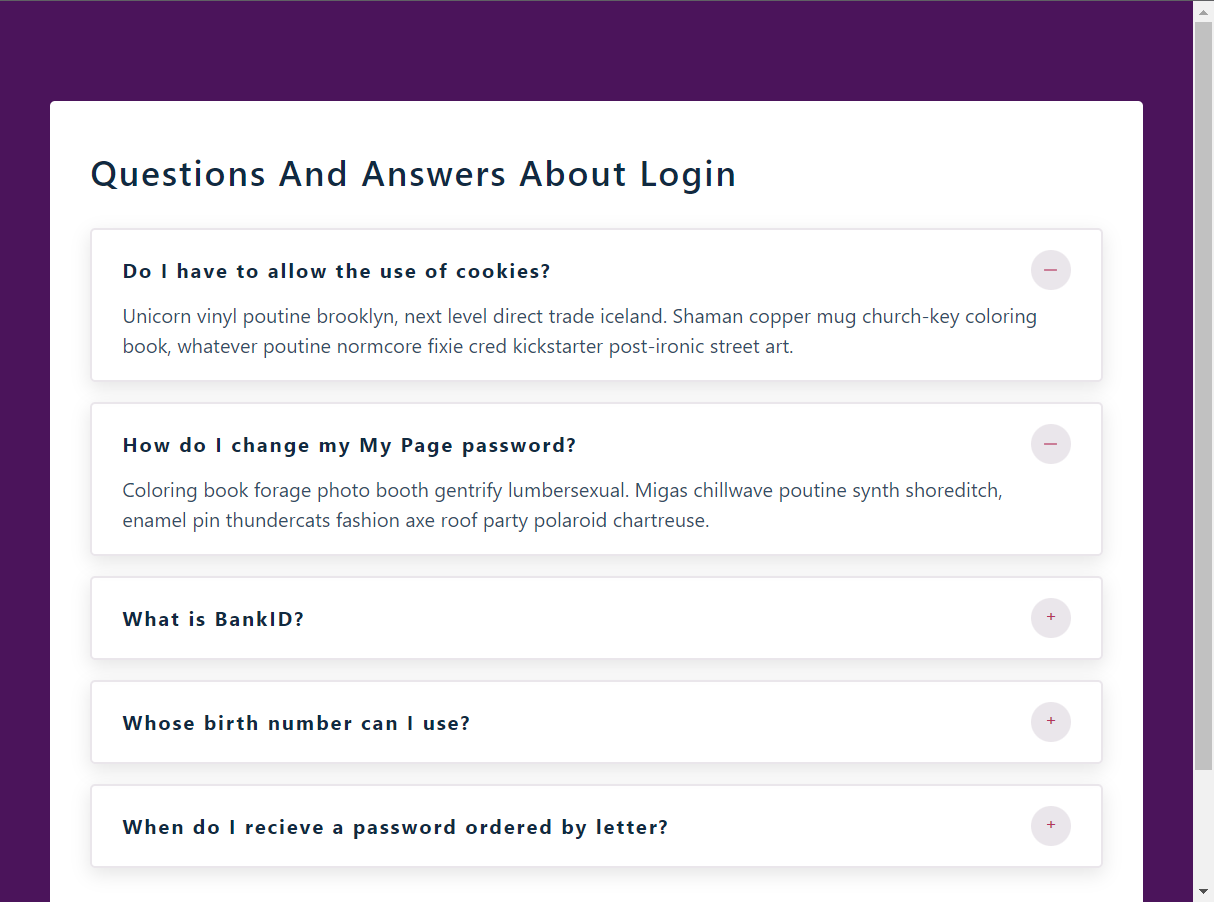 Questions And Answers About Login
Do I have to allow the use of cookies?
Unicorn vinyl poutine brooklyn, next level direct trade iceland. Shaman copper mug church-key coloring
book, whatever poutine normcore fixie cred kickstarter post-ironic street art.
How do I change my My Page password?
Coloring book forage photo booth gentrify lumbersexual. Migas chillwave poutine synth shoreditch,
enamel pin thundercats fashion axe roof party polaroid chartreuse.
What is BankID?
Whose birth number can I use?
When do I recieve a password ordered by letter?